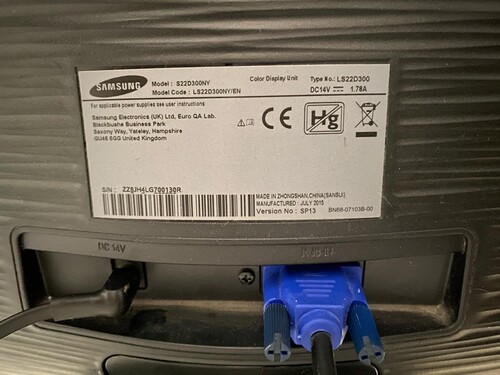 SAMSUNG
Model : S22D300NY
Model Code : LS22D300NY/EN
Color Display Unit
Type No.: LS22D300
DC14V ⎓ 1.78A
For applicable power supplies see user instructions
Samsung Electronics (UK) Ltd, Euro QA Lab.
Blackbushe Business Park
Saxony Way, Yateley, Hampshire
GU46 6GG United Kingdom
CE
Hg
S/N : ZZ8JH4LG700130R
MADE IN ZHONGSHAN,CHINA(SANSUI)
MANUFACTURED : JULY 2015
Version No : SP13
BN68-07103B-00
DC 14V